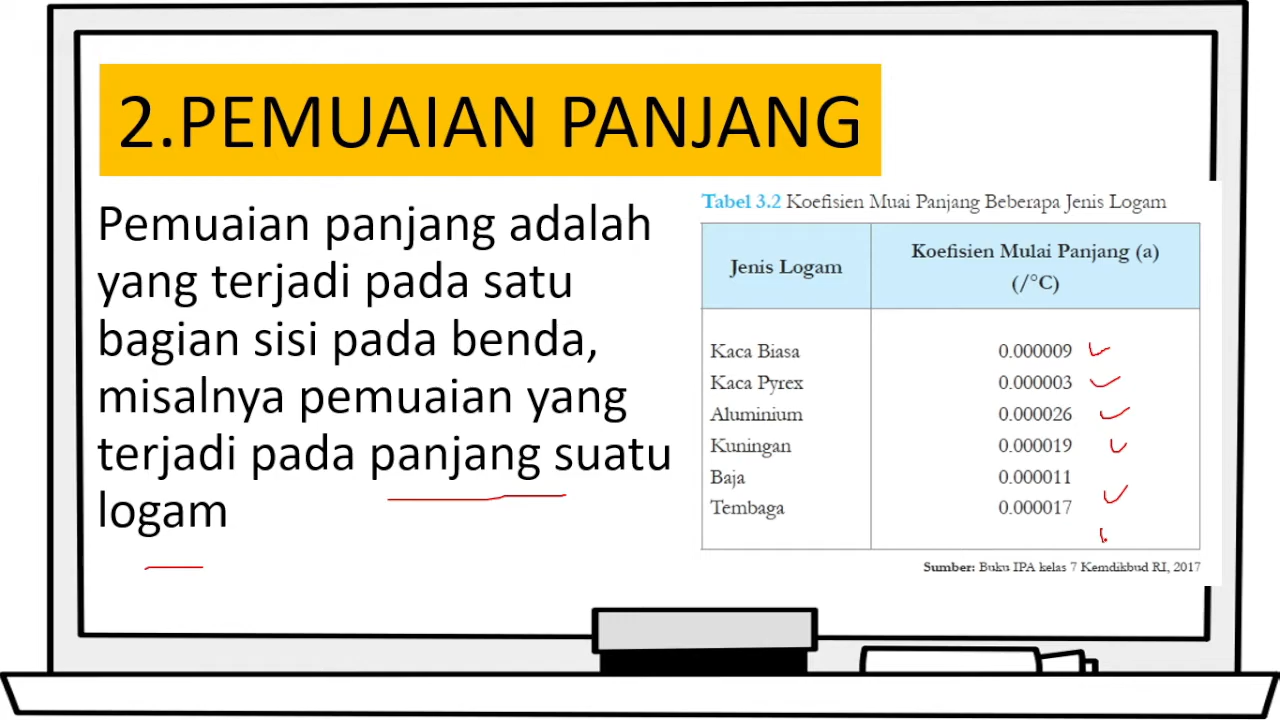 2.PEMUAIAN PANJANG
Pemuaian panjang adalah
yang terjadi pada satu
bagian sisi pada benda,
misalnya pemuaian yang
terjadi pada panjang suatu
logam
Tabel 3.2 Koefisien Muai Panjang Beberapa Jenis Logam
Jenis Logam
Koefisien Mulai Panjang (a)
(/°C)
Kaca Biasa 0.000009
Kaca Pyrex 0.000003
Aluminium 0.000026
Kuningan 0.000019
Baja 0.000011
Tembaga 0.000017
Sumber: Buku IPA kelas 7 Kemdikbud RI, 2017